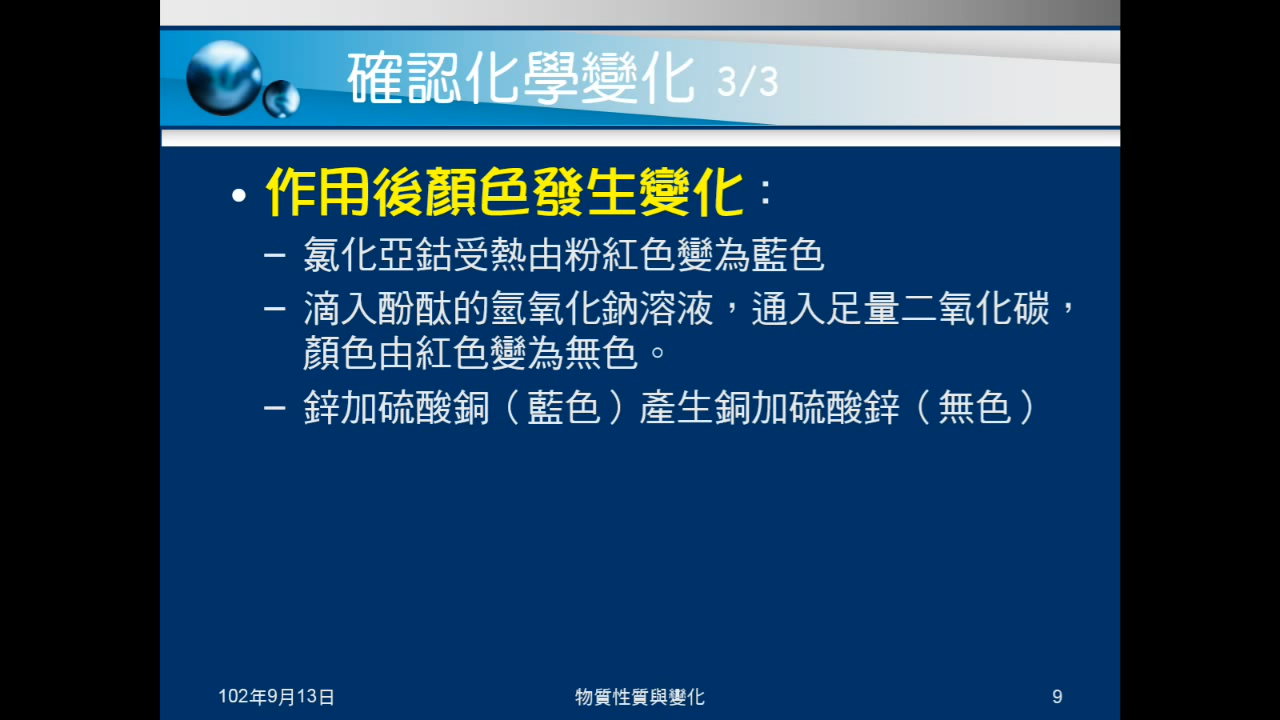 確認化學變化 3/3
• 作用後顏色發生變化：
– 氯化亞鈷受熱由粉紅色變為藍色
– 滴入酚酞的氫氧化鈉溶液，通入足量二氧化碳，
顏色由紅色變為無色。
– 鋅加硫酸銅（藍色）產生銅加硫酸鋅（無色）
102年9月13日
物質性質與變化
9